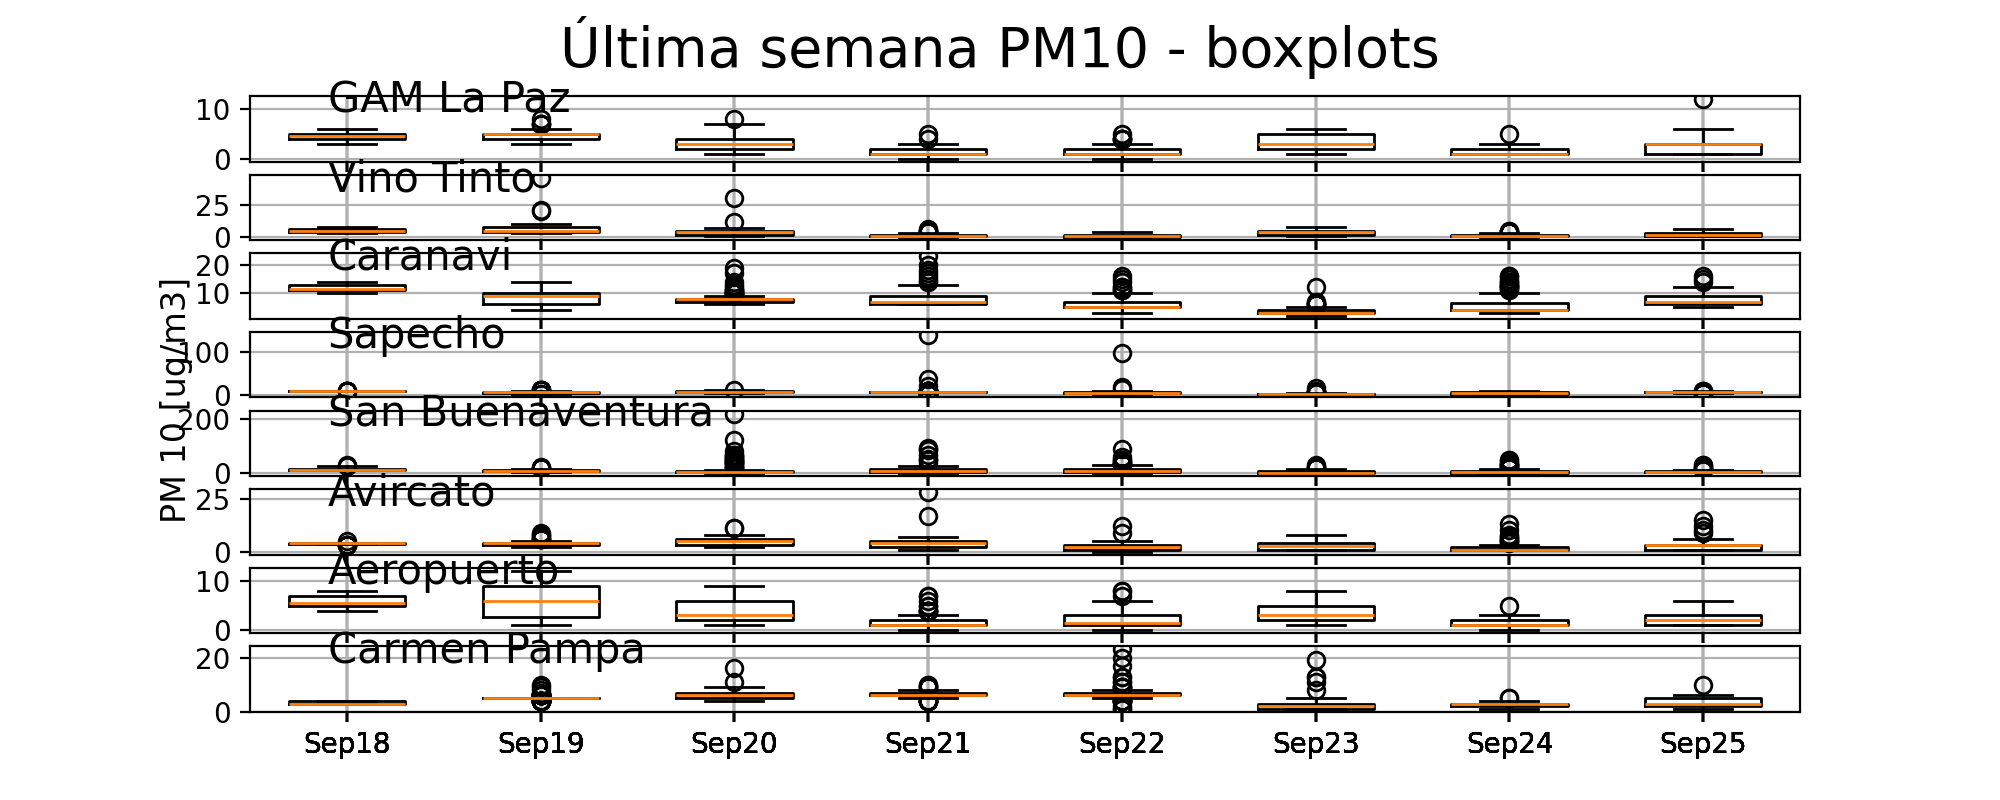 Última semana PM10 - boxplots
GAM La Paz
10
0
Vino Tinto
25
0
Caranavi
20
10
Sapecho
100
0
San Buenaventura
200
0
Avircato
25
0
Aeropuerto
10
0
Carmen Pampa
20
0
PM 10 [ug/m3]
Sep18 Sep19 Sep20 Sep21 Sep22 Sep23 Sep24 Sep25